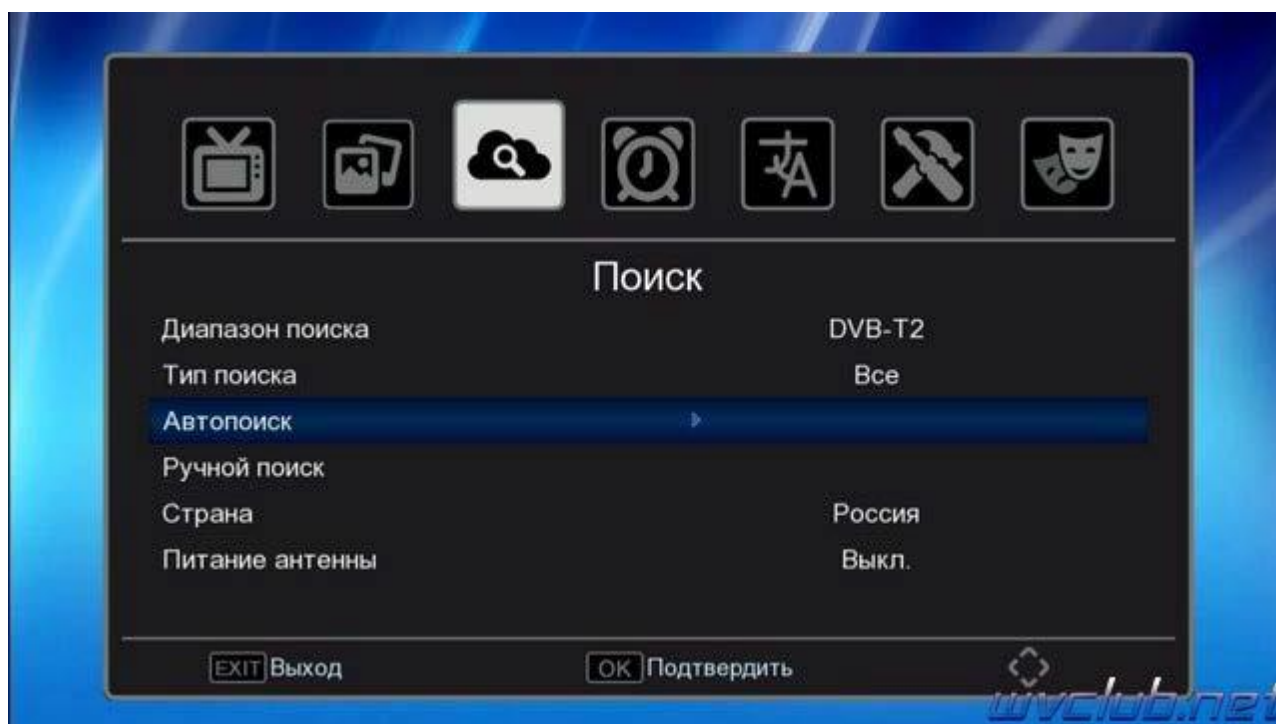 Поиск
Диапазон поиска DVB-T2
Тип поиска Все
Автопоиск
Ручной поиск
Страна Россия
Питание антенны Выкл.
EXIT Выход OK Подтвердить
wvclub.net